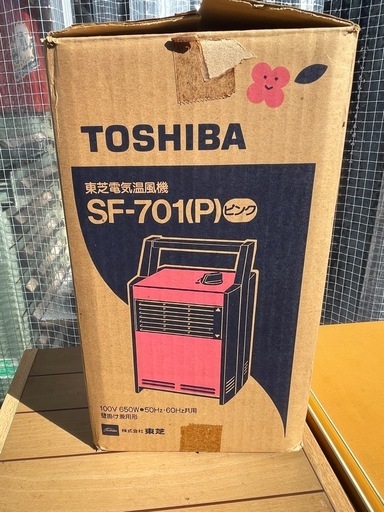 TOSHIBA
東芝電気温風機
SF-701(P)ピンク
100V 650W●50Hz・60Hz共用
壁掛け兼用形
株式会社 東芝